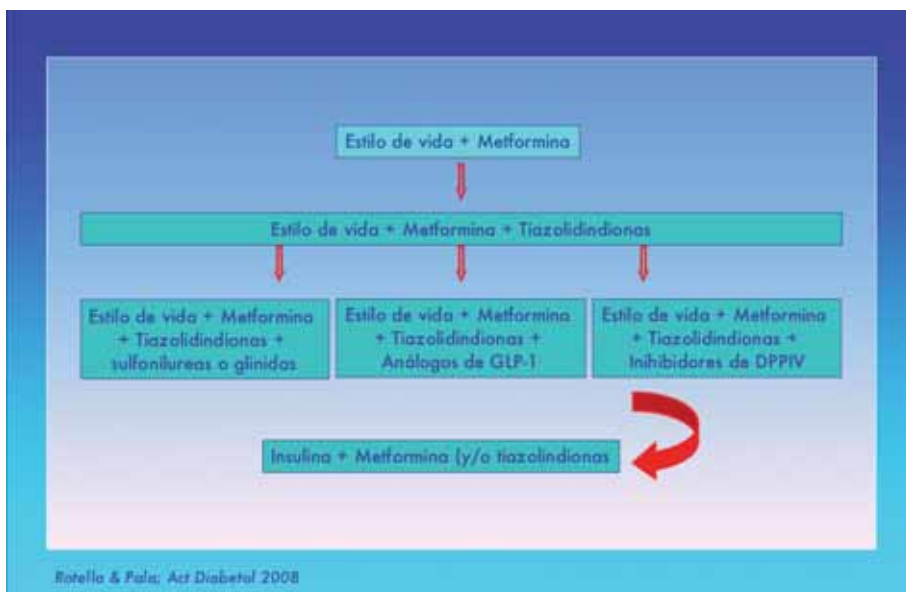 Estilo de vida + Metformina
Estilo de vida + Metformina + Tiazolidindionas
Estilo de vida + Metformina
+ Tiazolidindionas +
sulfonilureas o glinidas
Estilo de vida + Metformina
+ Tiazolidindionas +
Análogos de GLP-1
Estilo de vida + Metformina
+ Tiazolidindionas +
Inihibidores de DPPIV
Insulina + Metformina (y/o tiazolindionas
Rotella & Pala; Act Diabetol 2008